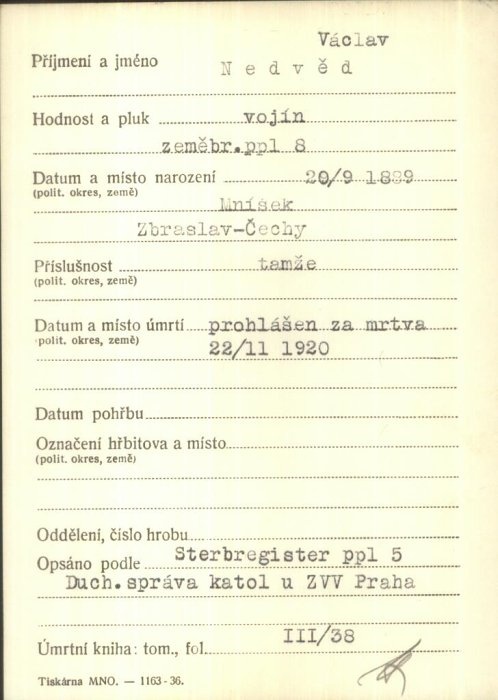 Václav
Příjmení a jméno Nedvěd
Hodnost a pluk vojín
zeměbr.ppl 8
Datum a místo narození 20/9 1889
(polit. okres, země)
Mníšek
Zbraslav-Čechy
Příslušnost tamže
(polit. okres, země)
Datum a místo úmrtí prohlášen za mrtva
(polit. okres, země)
22/11 1920
Datum pohřbu
Označení hřbitova a místo
(polit. okres, země)
Oddělení, číslo hrobu
Opsáno podle Sterbregister ppl 5
Duch.správa katol u ZVV Praha
Úmrtní kniha: tom., fol. III/38
Tiskárna MNO. — 1163-36.